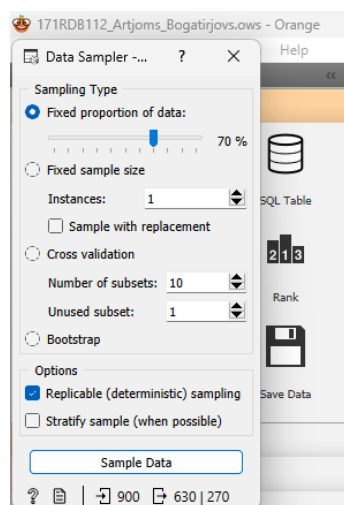 171RDB112_Artjoms_Bogatirjovs.ows - Orange
Data Sampler -... ? ×
Help
Sampling Type
Fixed proportion of data:
70 %
Fixed sample size
Instances: 1
SQL Table
Sample with replacement
Cross validation
213
Number of subsets: 10
Rank
Unused subset: 1
Bootstrap
Options
Replicable (deterministic) sampling
Save Data
Stratify sample (when possible)
Sample Data
? 900 630 | 270